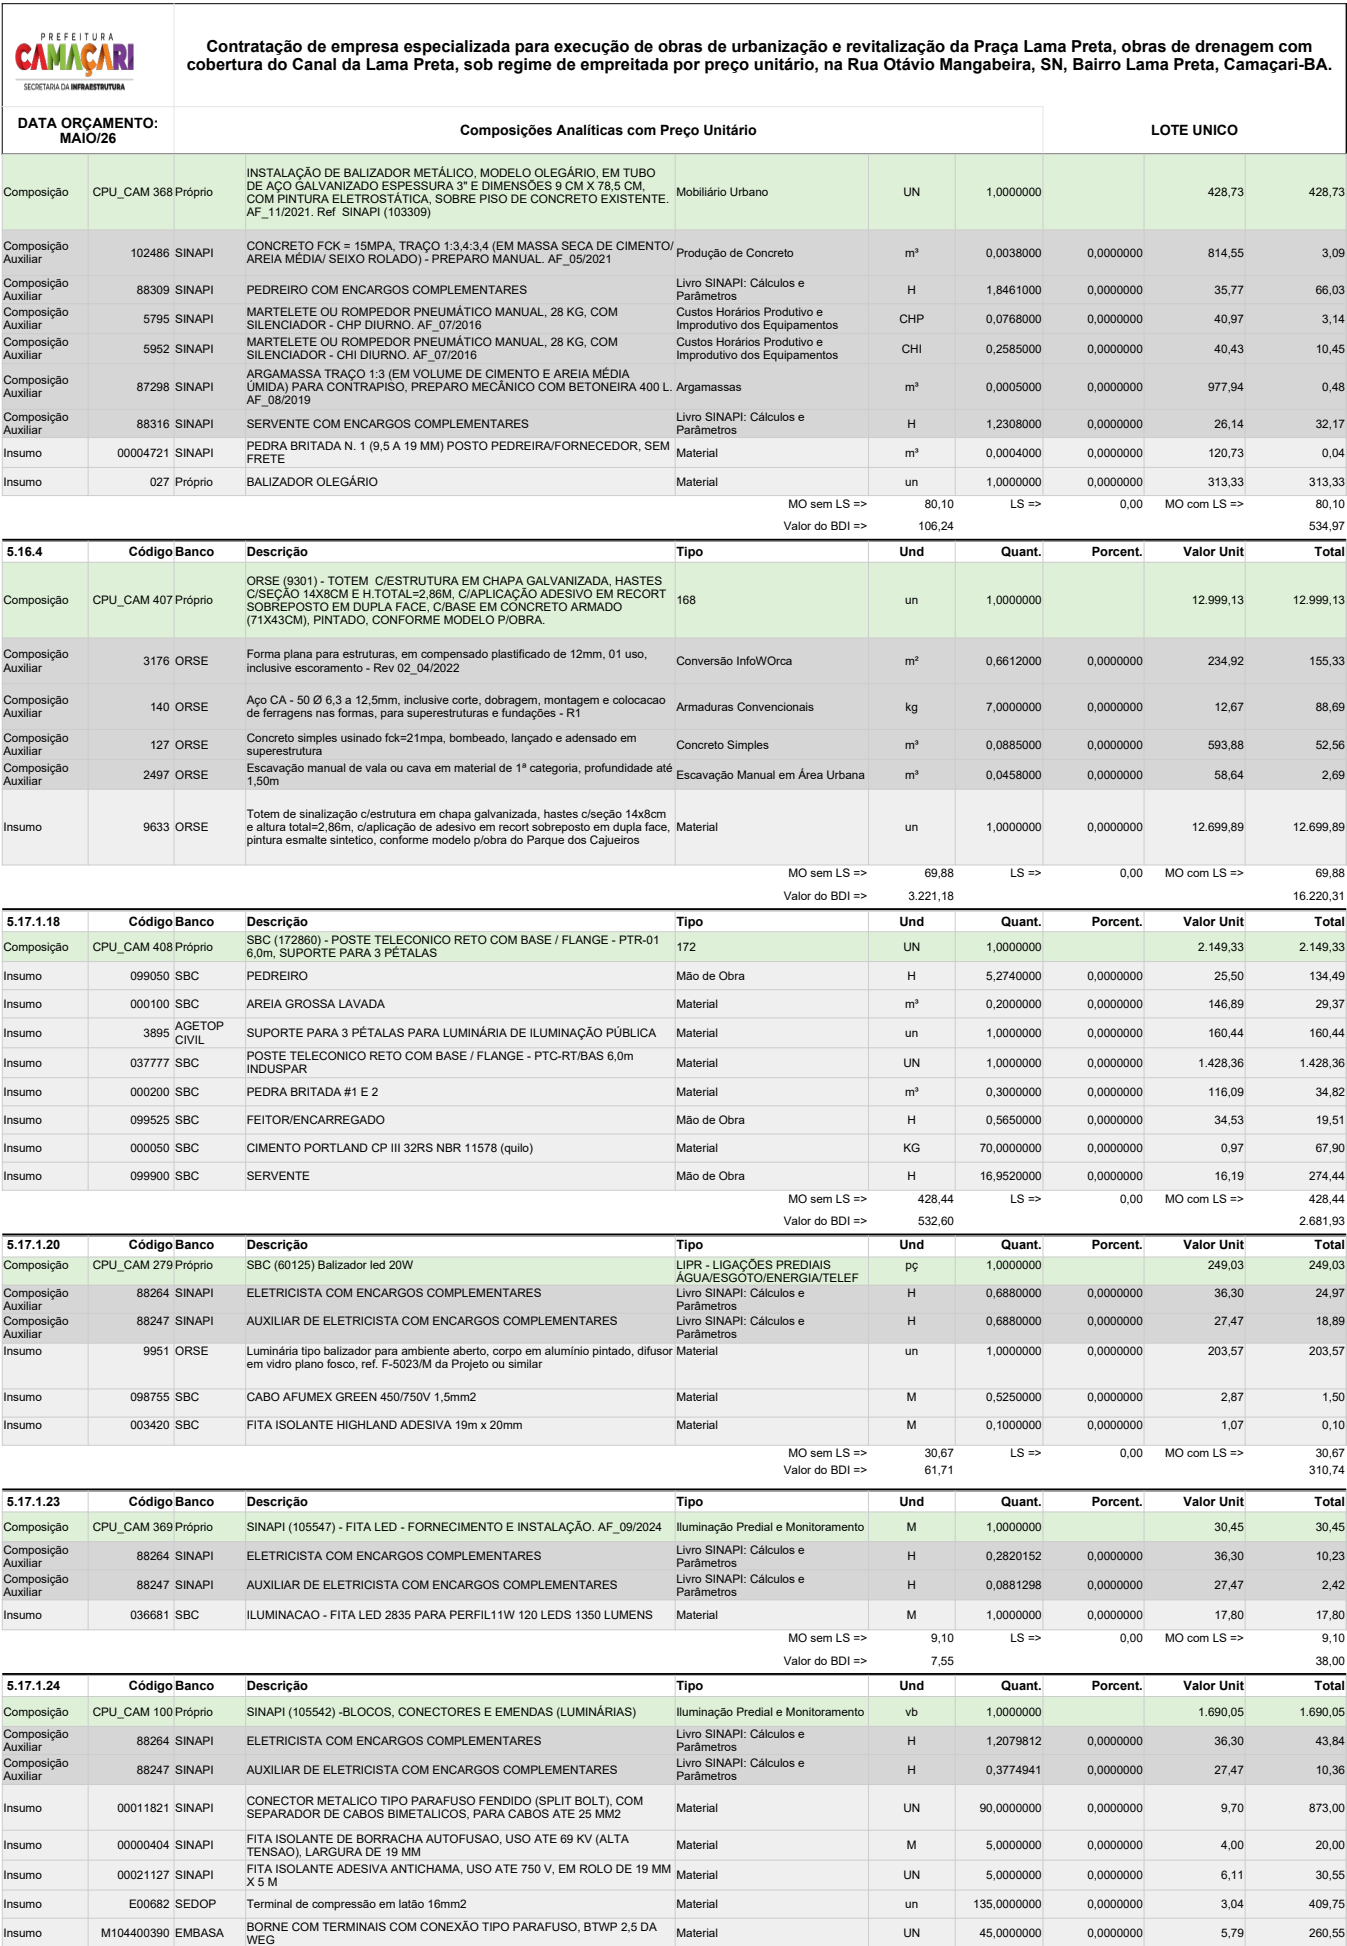 PREFEITURA
CAMAÇARI
SECRETARIA DA INFRAESTRUTURA
Contratação de empresa especializada para execução de obras de urbanização e revitalização da Praça Lama Preta, obras de drenagem com
cobertura do Canal da Lama Preta, sob regime de empreitada por preço unitário, na Rua Otávio Mangabeira, SN, Bairro Lama Preta, Camaçari-BA.
DATA ORÇAMENTO:
MAIO/26
Composições Analíticas com Preço Unitário
LOTE UNICO
Composição CPU_CAM 368 Próprio INSTALAÇÃO DE BALIZADOR METÁLICO, MODELO OLEGÁRIO, EM TUBO
DE AÇO GALVANIZADO ESPESSURA 3" E DIMENSÕES 9 CM X 78,5 CM,
COM PINTURA ELETROSTÁTICA, SOBRE PISO DE CONCRETO EXISTENTE.
AF_11/2021. Ref SINAPI (103309) Mobiliário Urbano UN 1,0000000 428,73 428,73
Composição
Auxiliar 102486 SINAPI CONCRETO FCK = 15MPA, TRAÇO 1:3,4:3,4 (EM MASSA SECA DE CIMENTO/
AREIA MÉDIA/ SEIXO ROLADO) - PREPARO MANUAL. AF_05/2021 Produção de Concreto m³ 0,0038000 0,0000000 814,55 3,09
Composição
Auxiliar 88309 SINAPI PEDREIRO COM ENCARGOS COMPLEMENTARES Livro SINAPI: Cálculos e
Parâmetros H 1,8461000 0,0000000 35,77 66,03
Composição
Auxiliar 5795 SINAPI MARTELETE OU ROMPEDOR PNEUMÁTICO MANUAL, 28 KG, COM
SILENCIADOR - CHP DIURNO. AF_07/2016 Custos Horários Produtivo e
Improdutivo dos Equipamentos CHP 0,0768000 0,0000000 40,97 3,14
Composição
Auxiliar 5952 SINAPI MARTELETE OU ROMPEDOR PNEUMÁTICO MANUAL, 28 KG, COM
SILENCIADOR - CHI DIURNO. AF_07/2016 Custos Horários Produtivo e
Improdutivo dos Equipamentos CHI 0,2585000 0,0000000 40,43 10,45
Composição
Auxiliar 87298 SINAPI ARGAMASSA TRAÇO 1:3 (EM VOLUME DE CIMENTO E AREIA MÉDIA
ÚMIDA) PARA CONTRAPISO, PREPARO MECÂNICO COM BETONEIRA 400 L.
AF_08/2019 Argamassas m³ 0,0005000 0,0000000 977,94 0,48
Composição
Auxiliar 88316 SINAPI SERVENTE COM ENCARGOS COMPLEMENTARES Livro SINAPI: Cálculos e
Parâmetros H 1,2308000 0,0000000 26,14 32,17
Insumo 00004721 SINAPI PEDRA BRITADA N. 1 (9,5 A 19 MM) POSTO PEDREIRA/FORNECEDOR, SEM
FRETE Material m³ 0,0004000 0,0000000 120,73 0,04
Insumo 027 Próprio BALIZADOR OLEGÁRIO Material un 1,0000000 0,0000000 313,33 313,33
MO sem LS => 80,10 LS => 0,00 MO com LS => 80,10
Valor do BDI => 106,24 534,97
5.16.4 Código Banco Descrição Tipo Und Quant. Porcent. Valor Unit Total
Composição CPU_CAM 407 Próprio ORSE (9301) - TOTEM C/ESTRUTURA EM CHAPA GALVANIZADA, HASTES
C/SEÇÃO 14X8CM E H.TOTAL=2,86M, C/APLICAÇÃO ADESIVO EM RECORT
SOBREPOSTO EM DUPLA FACE, C/BASE EM CONCRETO ARMADO
(71X43CM), PINTADO, CONFORME MODELO P/OBRA. 168 un 1,0000000 12.999,13 12.999,13
Composição
Auxiliar 3176 ORSE Forma plana para estruturas, em compensado plastificado de 12mm, 01 uso,
inclusive escoramento - Rev 02_04/2022 Conversão InfoWOrca m² 0,6612000 0,0000000 234,92 155,33
Composição
Auxiliar 140 ORSE Aço CA - 50 Ø 6,3 a 12,5mm, inclusive corte, dobragem, montagem e colocacao
de ferragens nas formas, para superestruturas e fundações - R1 Armaduras Convencionais kg 7,0000000 0,0000000 12,67 88,69
Composição
Auxiliar 127 ORSE Concreto simples usinado fck=21mpa, bombeado, lançado e adensado em
superestrutura Concreto Simples m³ 0,0885000 0,0000000 593,88 52,56
Composição
Auxiliar 2497 ORSE Escavação manual de vala ou cava em material de 1ª categoria, profundidade até
1,50m Escavação Manual em Área Urbana m³ 0,0458000 0,0000000 58,64 2,69
Insumo 9633 ORSE Totem de sinalização c/estrutura em chapa galvanizada, hastes c/seção 14x8cm
e altura total=2,86m, c/aplicação de adesivo em recort sobreposto em dupla face,
pintura esmalte sintetico, conforme modelo p/obra do Parque dos Cajueiros Material un 1,0000000 0,0000000 12.699,89 12.699,89
MO sem LS => 69,88 LS => 0,00 MO com LS => 69,88
Valor do BDI => 3.221,18 16.220,31
5.17.1.18 Código Banco Descrição Tipo Und Quant. Porcent. Valor Unit Total
Composição CPU_CAM 408 Próprio SBC (172860) - POSTE TELECONICO RETO COM BASE / FLANGE - PTR-01
6,0m, SUPORTE PARA 3 PÉTALAS 172 UN 1,0000000 2.149,33 2.149,33
Insumo 099050 SBC PEDREIRO Mão de Obra H 5,2740000 0,0000000 25,50 134,49
Insumo 000100 SBC AREIA GROSSA LAVADA Material m³ 0,2000000 0,0000000 146,89 29,37
Insumo 3895 AGETOP
CIVIL SUPORTE PARA 3 PÉTALAS PARA LUMINÁRIA DE ILUMINAÇÃO PÚBLICA Material un 1,0000000 0,0000000 160,44 160,44
Insumo 037777 SBC POSTE TELECONICO RETO COM BASE / FLANGE - PTC-RT/BAS 6,0m
INDUSPAR Material UN 1,0000000 0,0000000 1.428,36 1.428,36
Insumo 000200 SBC PEDRA BRITADA #1 E 2 Material m³ 0,3000000 0,0000000 116,09 34,82
Insumo 099525 SBC FEITOR/ENCARREGADO Mão de Obra H 0,5650000 0,0000000 34,53 19,51
Insumo 000050 SBC CIMENTO PORTLAND CP III 32RS NBR 11578 (quilo) Material KG 70,0000000 0,0000000 0,97 67,90
Insumo 099900 SBC SERVENTE Mão de Obra H 16,9520000 0,0000000 16,19 274,44
MO sem LS => 428,44 LS => 0,00 MO com LS => 428,44
Valor do BDI => 532,60 2.681,93
5.17.1.20 Código Banco Descrição Tipo Und Quant. Porcent. Valor Unit Total
Composição CPU_CAM 279 Próprio SBC (60125) Balizador led 20W LIPR - LIGAÇÕES PREDIAIS
ÁGUA/ESGOTO/ENERGIA/TELEF pç 1,0000000 249,03 249,03
Composição
Auxiliar 88264 SINAPI ELETRICISTA COM ENCARGOS COMPLEMENTARES Livro SINAPI: Cálculos e
Parâmetros H 0,6880000 0,0000000 36,30 24,97
Composição
Auxiliar 88247 SINAPI AUXILIAR DE ELETRICISTA COM ENCARGOS COMPLEMENTARES Livro SINAPI: Cálculos e
Parâmetros H 0,6880000 0,0000000 27,47 18,89
Insumo 9951 ORSE Luminária tipo balizador para ambiente aberto, corpo em alumínio pintado, difusor
em vidro plano fosco, ref. F-5023/M da Projeto ou similar Material un 1,0000000 0,0000000 203,57 203,57
Insumo 098755 SBC CABO AFUMEX GREEN 450/750V 1,5mm2 Material M 0,5250000 0,0000000 2,87 1,50
Insumo 003420 SBC FITA ISOLANTE HIGHLAND ADESIVA 19m x 20mm Material M 0,1000000 0,0000000 1,07 0,10
MO sem LS => 30,67 LS => 0,00 MO com LS => 30,67
Valor do BDI => 61,71 310,74
5.17.1.23 Código Banco Descrição Tipo Und Quant. Porcent. Valor Unit Total
Composição CPU_CAM 369 Próprio SINAPI (105547) - FITA LED - FORNECIMENTO E INSTALAÇÃO. AF_09/2024 Iluminação Predial e Monitoramento M 1,0000000 30,45 30,45
Composição
Auxiliar 88264 SINAPI ELETRICISTA COM ENCARGOS COMPLEMENTARES Livro SINAPI: Cálculos e
Parâmetros H 0,2820152 0,0000000 36,30 10,23
Composição
Auxiliar 88247 SINAPI AUXILIAR DE ELETRICISTA COM ENCARGOS COMPLEMENTARES Livro SINAPI: Cálculos e
Parâmetros H 0,0881298 0,0000000 27,47 2,42
Insumo 036681 SBC ILUMINACAO - FITA LED 2835 PARA PERFIL11W 120 LEDS 1350 LUMENS Material M 1,0000000 0,0000000 17,80 17,80
MO sem LS => 9,10 LS => 0,00 MO com LS => 9,10
Valor do BDI => 7,55 38,00
5.17.1.24 Código Banco Descrição Tipo Und Quant. Porcent. Valor Unit Total
Composição CPU_CAM 100 Próprio SINAPI (105542) -BLOCOS, CONECTORES E EMENDAS (LUMINÁRIAS) Iluminação Predial e Monitoramento vb 1,0000000 1.690,05 1.690,05
Composição
Auxiliar 88264 SINAPI ELETRICISTA COM ENCARGOS COMPLEMENTARES Livro SINAPI: Cálculos e
Parâmetros H 1,2079812 0,0000000 36,30 43,84
Composição
Auxiliar 88247 SINAPI AUXILIAR DE ELETRICISTA COM ENCARGOS COMPLEMENTARES Livro SINAPI: Cálculos e
Parâmetros H 0,3774941 0,0000000 27,47 10,36
Insumo 00011821 SINAPI CONECTOR METALICO TIPO PARAFUSO FENDIDO (SPLIT BOLT), COM
SEPARADOR DE CABOS BIMETALICOS, PARA CABOS ATE 25 MM2 Material UN 90,0000000 0,0000000 9,70 873,00
Insumo 00000404 SINAPI FITA ISOLANTE DE BORRACHA AUTOFUSAO, USO ATE 69 KV (ALTA
TENSAO), LARGURA DE 19 MM Material M 5,0000000 0,0000000 4,00 20,00
Insumo 00021127 SINAPI FITA ISOLANTE ADESIVA ANTICHAMA, USO ATE 750 V, EM ROLO DE 19 MM
X 5 M Material UN 5,0000000 0,0000000 6,11 30,55
Insumo E00682 SEDOP Terminal de compressão em latão 16mm2 Material un 135,0000000 0,0000000 3,04 409,75
Insumo M104400390 EMBASA BORNE COM TERMINAIS COM CONEXÃO TIPO PARAFUSO, BTWP 2,5 DA
WEG Material UN 45,0000000 0,0000000 5,79 260,55